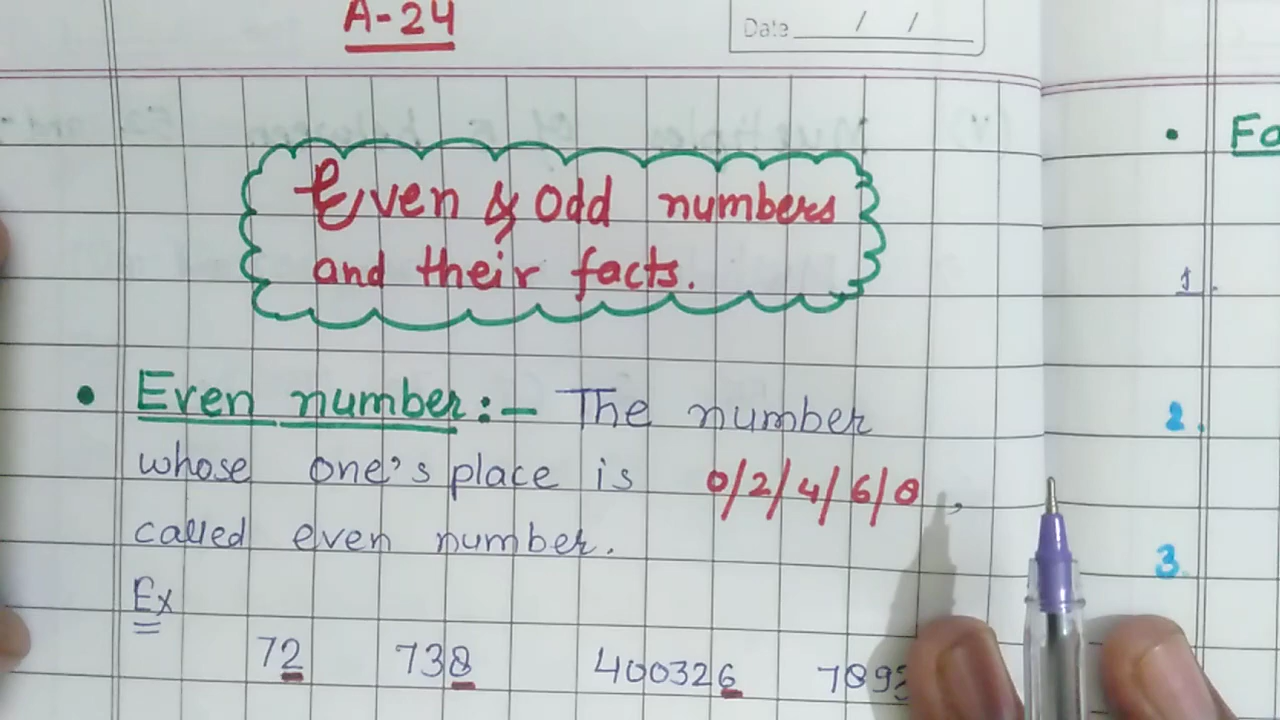 A-24
Date / /
Even & Odd numbers
and their facts.
• Even number:- The number
whose one's place is 0/2/4/6/8,
called even number.
Ex
72 738 400326
•
1.
2.
3.